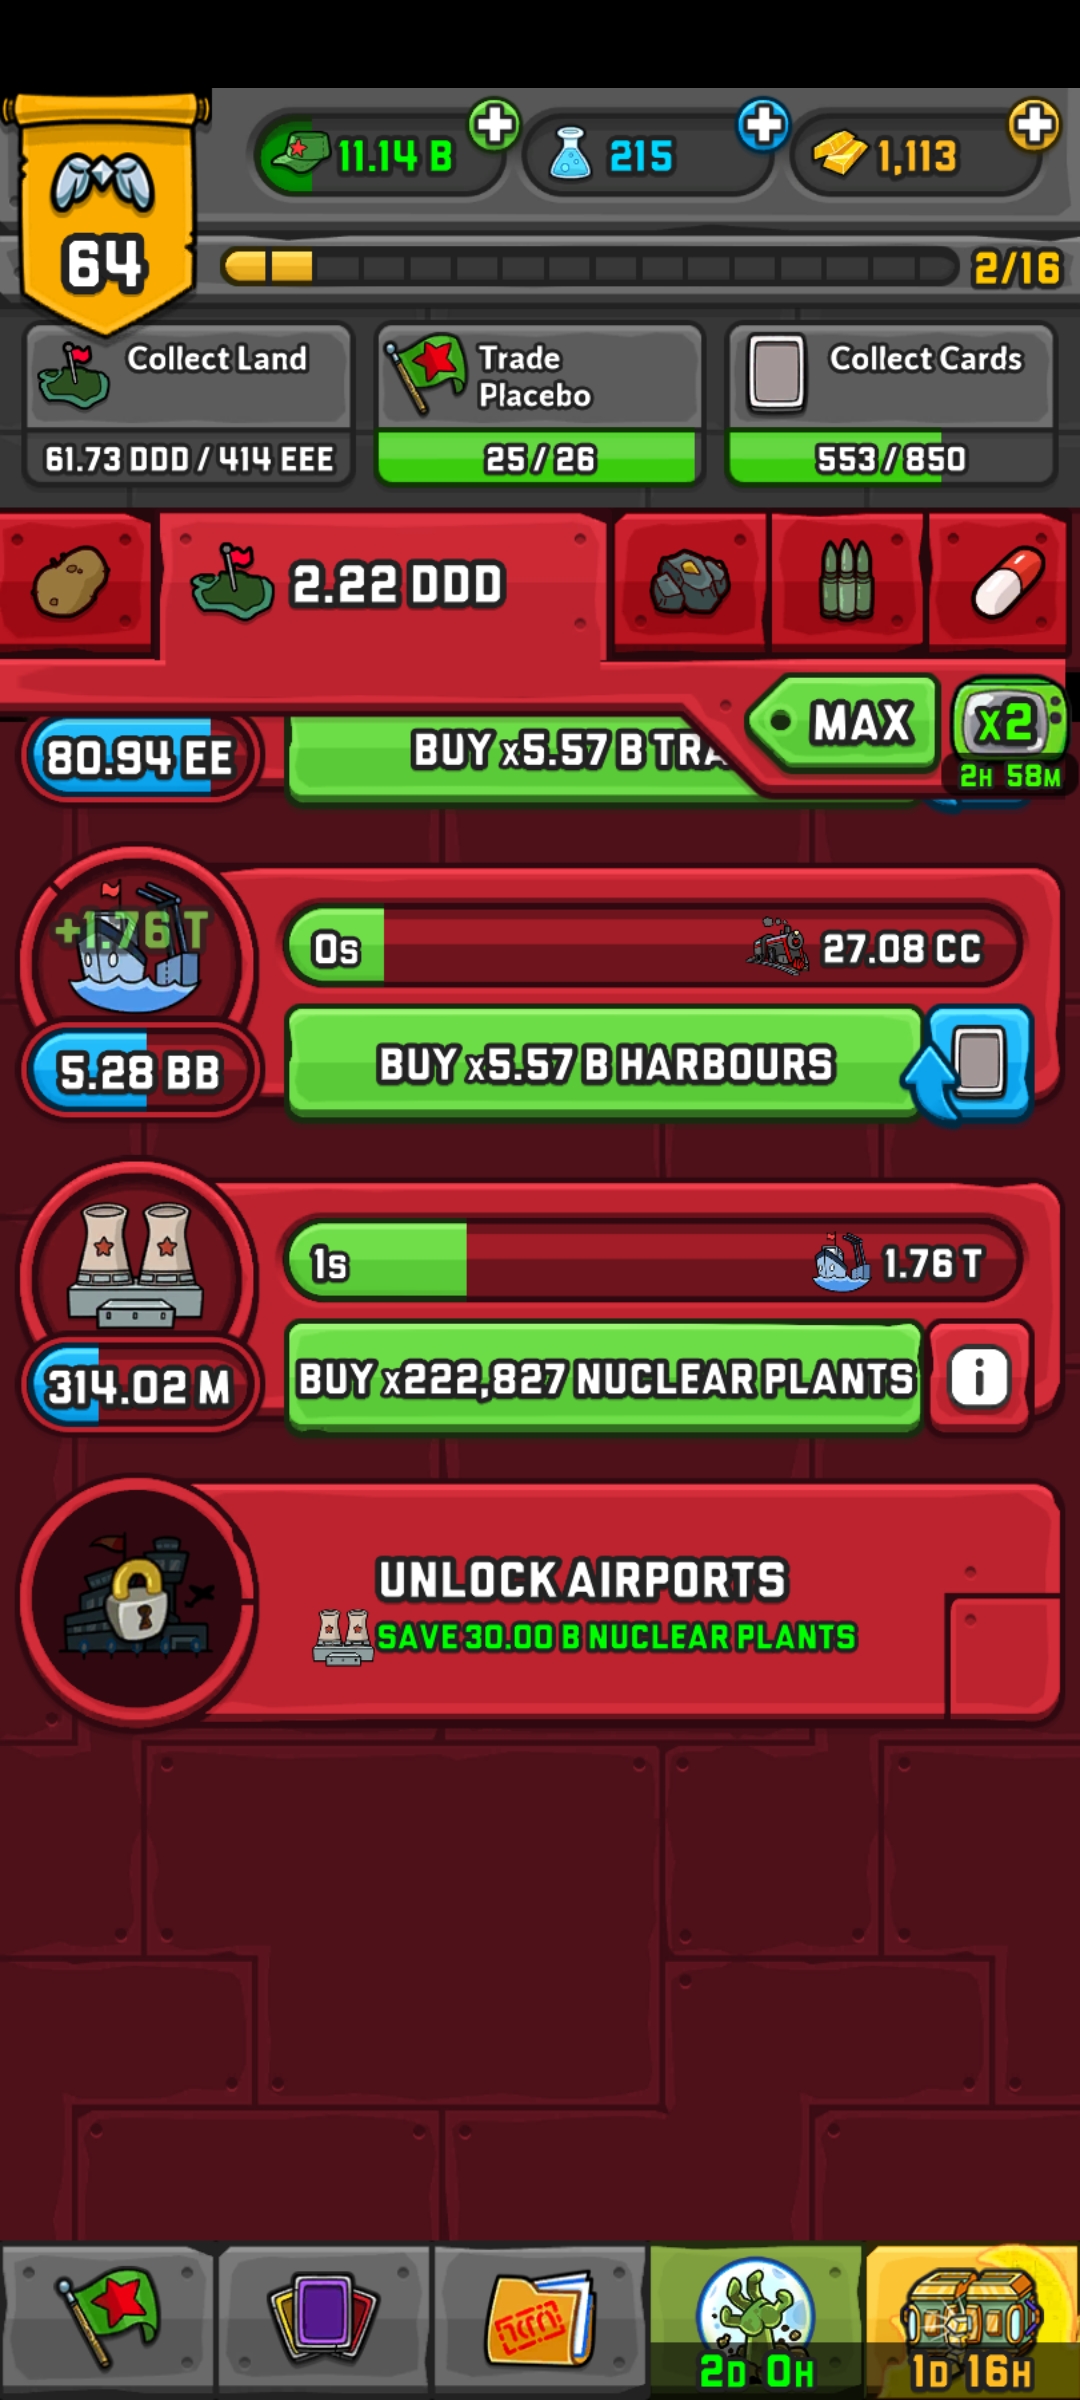 11.14 B
215
1,113
64
2/16
Collect Land
61.73 DDD / 414 EEE
Trade
Placebo
25 / 26
Collect Cards
553 / 850
2.22 DDD
MAX
x2
2H 58M
80.94 EE
BUY x5.57 B TRA
+1.76 T
0s
27.08 CC
5.28 BB
BUY x5.57 B HARBOURS
1s
1.76 T
314.02 M
BUY x222,827 NUCLEAR PLANTS
i
UNLOCK AIRPORTS
SAVE 30.00 B NUCLEAR PLANTS
2D 0H
1D 16H